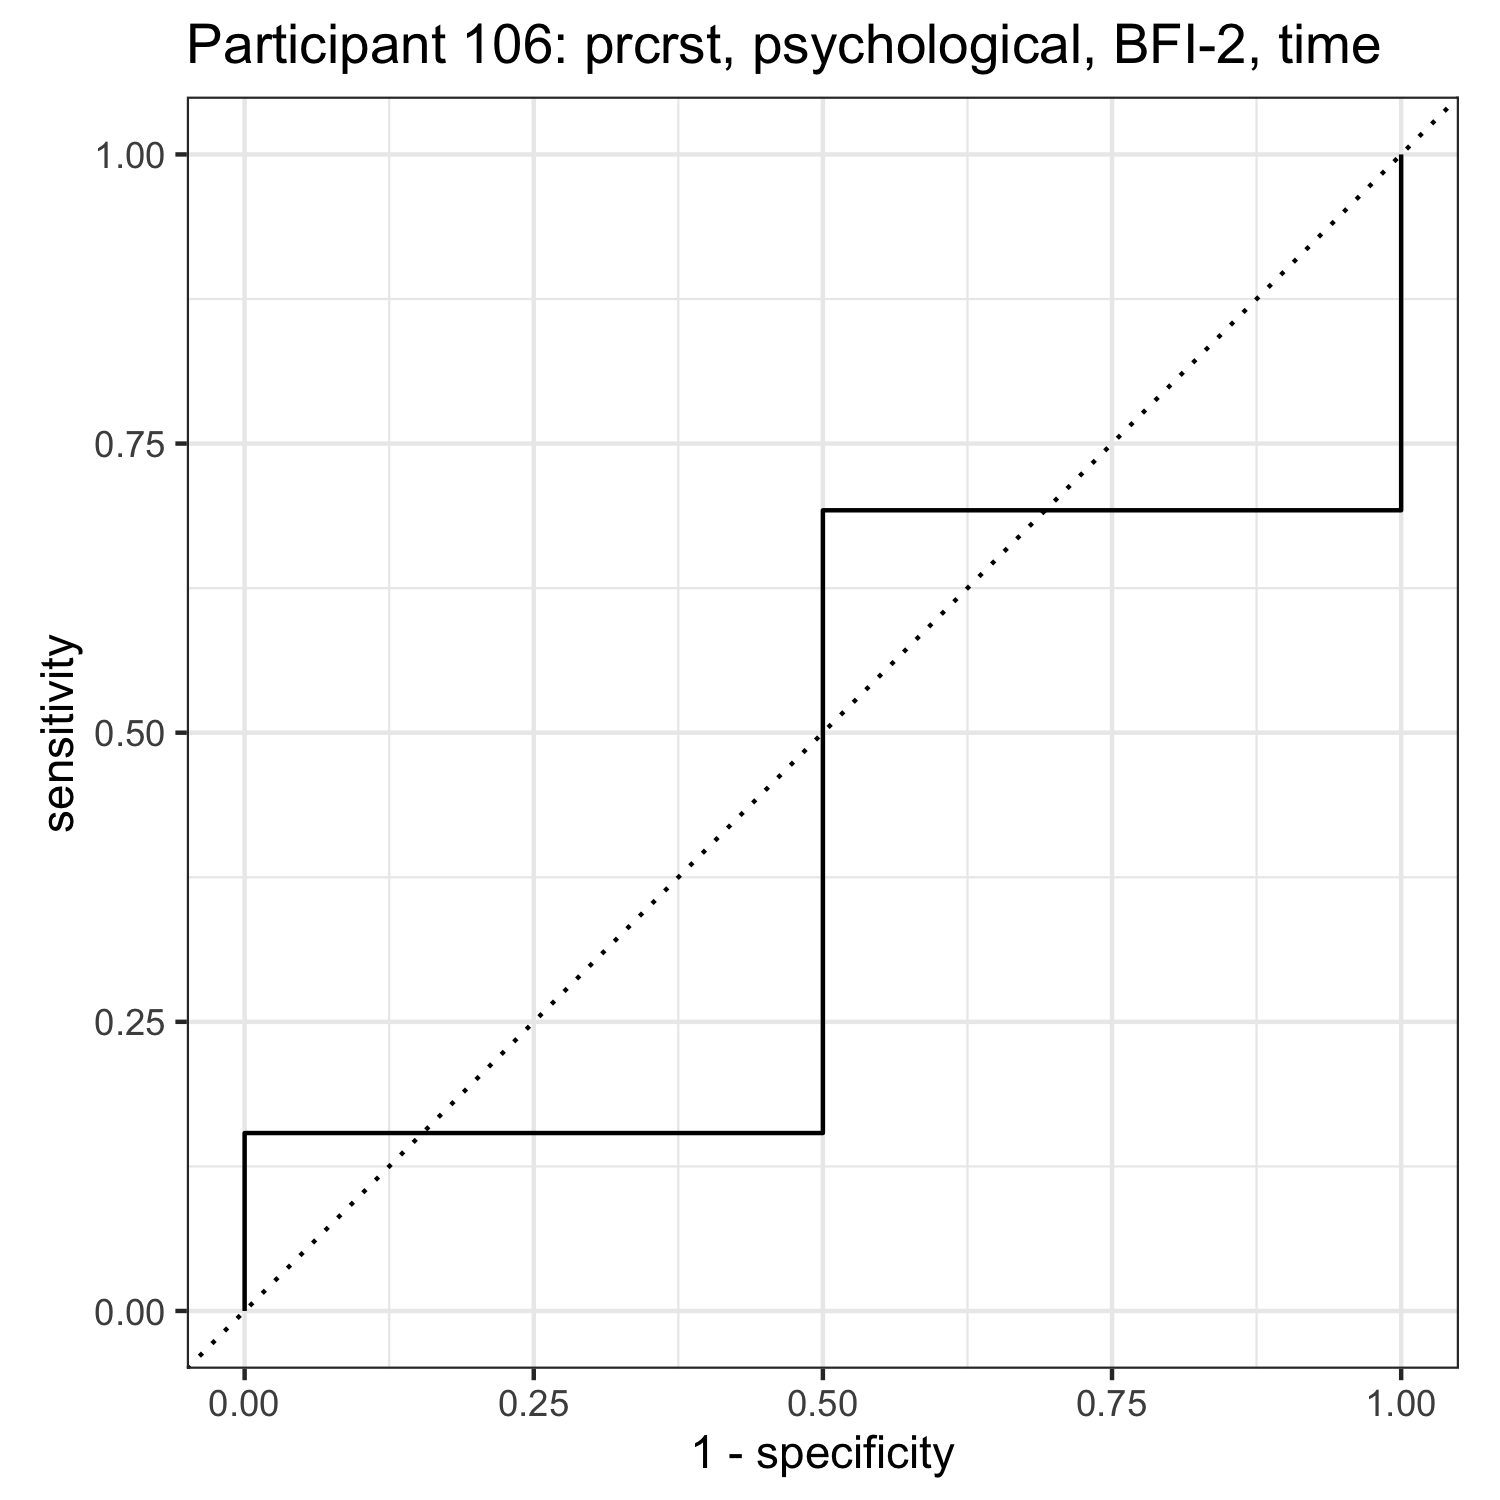 Participant 106: prcrst, psychological, BFI-2, time
1.00
0.75
0.50
0.25
0.00
sensitivity
0.00 0.25 0.50 0.75 1.00
1 - specificity